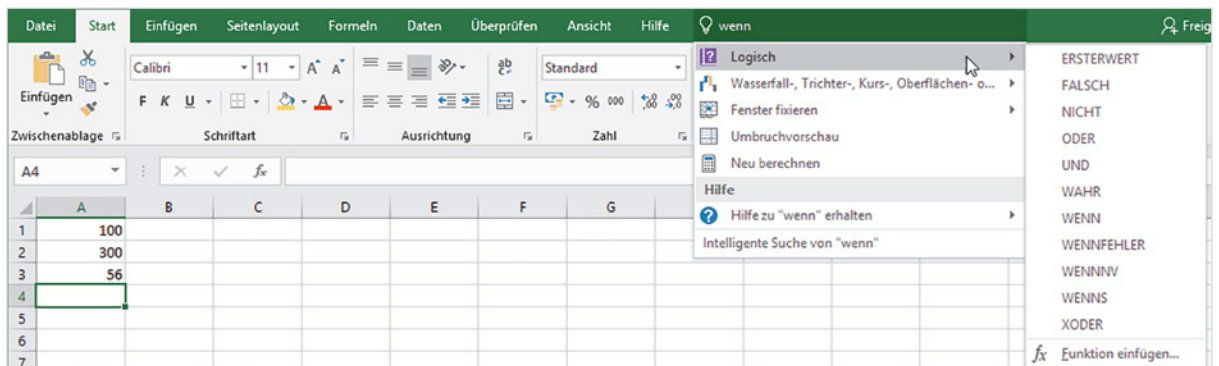 Datei Start Einfügen Seitenlayout Formeln Daten Überprüfen Ansicht Hilfe wenn Freig
Einfügen
Calibri 11 A A ab Standard
F K U A % 000
Zwischenablage Schriftart Ausrichtung Zahl
A4 fx
A B C D E F G
1 100
2 300
3 56
4
5
6
7
Logisch
Wasserfall-, Trichter-, Kurs-, Oberflächen- o...
Fenster fixieren
Umbruchvorschau
Neu berechnen
Hilfe
Hilfe zu "wenn" erhalten
Intelligente Suche von "wenn"
ERSTERWERT
FALSCH
NICHT
ODER
UND
WAHR
WENN
WENNFEHLER
WENNNV
WENNS
XODER
fx Funktion einfügen...